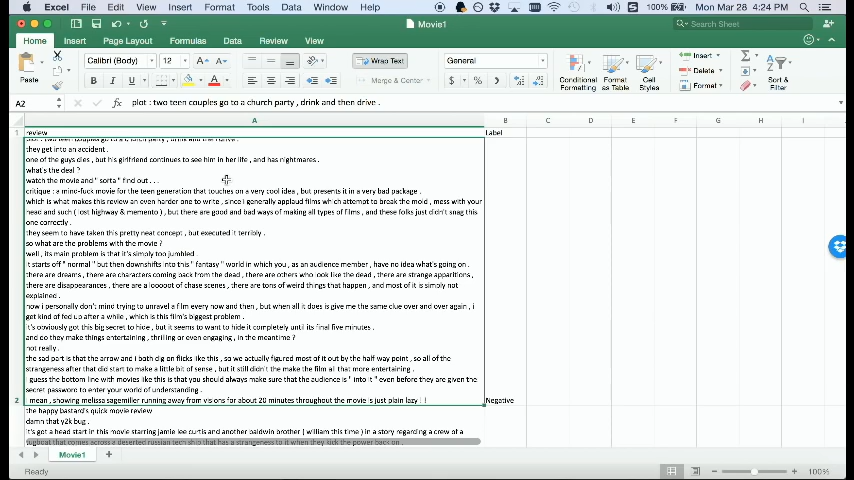 Excel File Edit View Insert Format Tools Data Window Help 100% Mon Mar 28 4:24 PM
Movie1
Search Sheet
Home Insert Page Layout Formulas Data Review View
Paste Calibri (Body) 12 Wrap Text General Conditional Formatting Format as Table Cell Styles Insert Sort & Filter
B I U Merge & Center $ % Delete
Format
A2 fx plot : two teen couples go to a church party , drink and then drive .
A B C D E F G H I
1 review Label
plot : two teen couples go to a church party , drink and then drive .
they get into an accident .
one of the guys dies , but his girlfriend continues to see him in her life , and has nightmares .
what's the deal ?
watch the movie and " sorta " find out . . .
critique : a mind-fuck movie for the teen generation that touches on a very cool idea , but presents it in a very bad package .
which is what makes this review an even harder one to write , since i generally applaud films which attempt to break the mold , mess with your
head and such ( lost highway & memento ) , but there are good and bad ways of making all types of films , and these folks just didn't snag this
one correctly .
they seem to have taken this pretty neat concept , but executed it terribly .
so what are the problems with the movie ?
well , its main problem is that it's simply too jumbled .
it starts off " normal " but then downshifts into this " fantasy " world in which you , as an audience member , have no idea what's going on .
there are dreams , there are characters coming back from the dead , there are others who look like the dead , there are strange apparitions ,
there are disappearances , there are a looooot of chase scenes , there are tons of weird things that happen , and most of it is simply not
explained .
now i personally don't mind trying to unravel a film every now and then , but when all it does is give me the same clue over and over again , i
get kind of fed up after a while , which is this film's biggest problem .
it's obviously got this big secret to hide , but it seems to want to hide it completely until its final five minutes .
and do they make things entertaining , thrilling or even engaging , in the meantime ?
not really .
the sad part is that the arrow and i both dig on flicks like this , so we actually figured most of it out by the half-way point , so all of the
strangeness after that did start to make a little bit of sense , but it still didn't the make the film all that more entertaining .
i guess the bottom line with movies like this is that you should always make sure that the audience is " into it " even before they are given the
secret password to enter your world of understanding .
2 i mean , showing melissa sagemiller running away from visions for about 20 minutes throughout the movie is just plain lazy ! ! Negative
the happy bastard's quick movie review
damn that y2k bug .
it's got a head start in this movie starring jamie lee curtis and another baldwin brother ( william this time ) in a story regarding a crew of a
tugboat that comes across a deserted russian tech ship that has a strangeness to it when they kick the power back on .
Movie1
Ready 100%